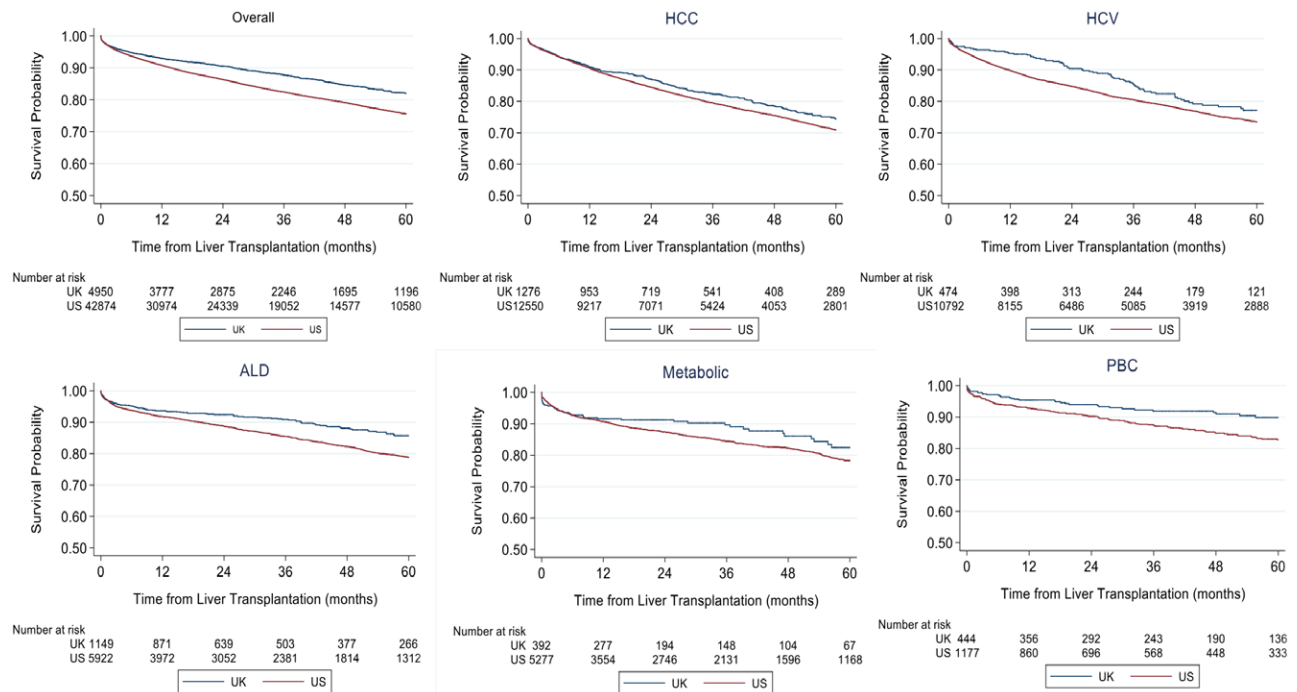 Overall
Survival Probability
1.00
0.90
0.80
0.70
0.60
0.50
0 12 24 36 48 60
Time from Liver Transplantation (months)
Number at risk
UK 4950 3777 2875 2246 1695 1196
US 42874 30974 24339 19052 14577 10580
UK US
HCC
Survival Probability
1.00
0.90
0.80
0.70
0.60
0.50
0 12 24 36 48 60
Time from Liver Transplantation (months)
Number at risk
UK 1276 953 719 541 408 289
US12550 9217 7071 5424 4053 2801
UK US
HCV
Survival Probability
1.00
0.90
0.80
0.70
0.60
0.50
0 12 24 36 48 60
Time from Liver Transplantation (months)
Number at risk
UK 474 398 313 244 179 121
US10792 8155 6486 5085 3919 2888
UK US
ALD
Survival Probability
1.00
0.90
0.80
0.70
0.60
0.50
0 12 24 36 48 60
Time from Liver Transplantation (months)
Number at risk
UK 1149 871 639 503 377 266
US 5922 3972 3052 2381 1814 1312
UK US
Metabolic
Survival Probability
1.00
0.90
0.80
0.70
0.60
0.50
0 12 24 36 48 60
Time from Liver Transplantation (months)
Number at risk
UK 392 277 194 148 104 67
US 5277 3554 2746 2131 1596 1168
UK US
PBC
Survival Probability
1.00
0.90
0.80
0.70
0.60
0.50
0 12 24 36 48 60
Time from Liver Transplantation (months)
Number at risk
UK 444 356 292 243 190 136
US 1177 860 696 568 448 333
UK US